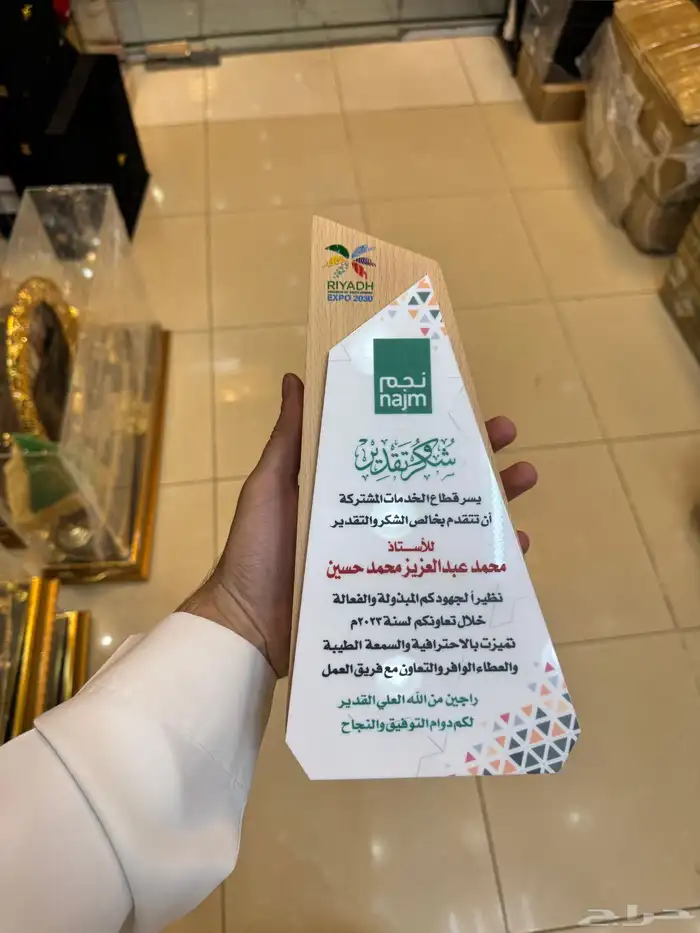 RIYADH
EXPO 2030
نجم
najm
شكر وتقدير
يسر قطاع الخدمات المشتركة
أن تتقدم بخالص الشكر والتقدير
للأستاذ
محمد عبدالعزيز محمد حسين
نظيراً لجهودكم المبذولة والفعالة
خلال تعاونكم لسنة ٢٠٢٣م
تميزت بالاحترافية والسمعة الطيبة
والعطاء الوافر والتعاون مع فريق العمل
راجين من الله العلي القدير
لكم دوام التوفيق والنجاح
حراج